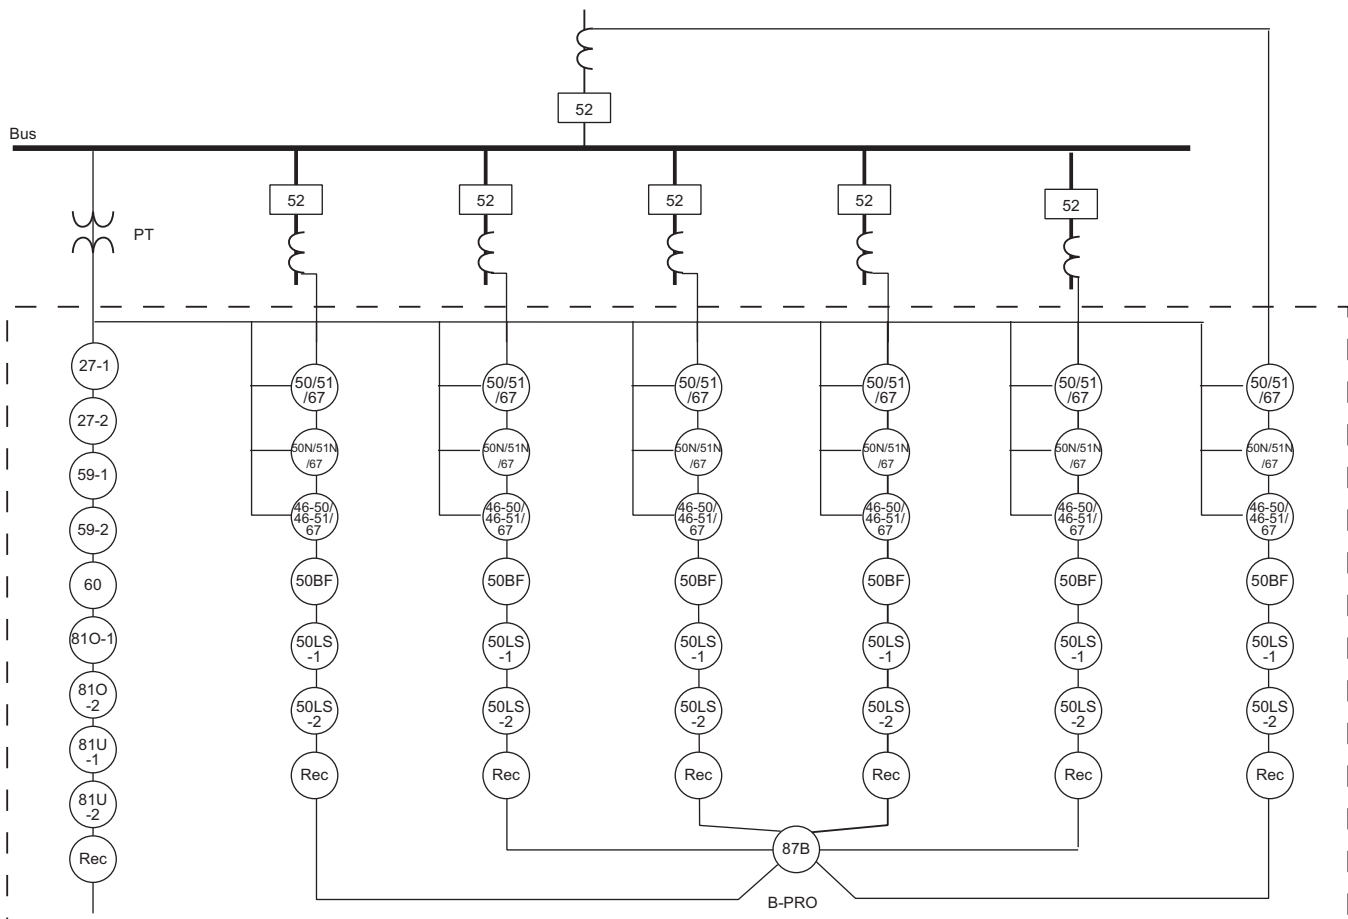 52
Bus
52
52
52
52
52
PT
27-1
27-2
59-1
59-2
60
81O-1
81O
-2
81U
-1
81U
-2
Rec
50/51
/67
50N/51N
/67
46-50/
46-51/
67
50BF
50LS
-1
50LS
-2
Rec
50/51
/67
50N/51N
/67
46-50/
46-51/
67
50BF
50LS
-1
50LS
-2
Rec
50/51
/67
50N/51N
/67
46-50/
46-51/
67
50BF
50LS
-1
50LS
-2
Rec
50/51
/67
50N/51N
/67
46-50/
46-51/
67
50BF
50LS
-1
50LS
-2
Rec
50/51
/67
50N/51N
/67
46-50/
46-51/
67
50BF
50LS
-1
50LS
-2
Rec
50/51
/67
50N/51N
/67
46-50/
46-51/
67
50BF
50LS
-1
50LS
-2
Rec
87B
B-PRO